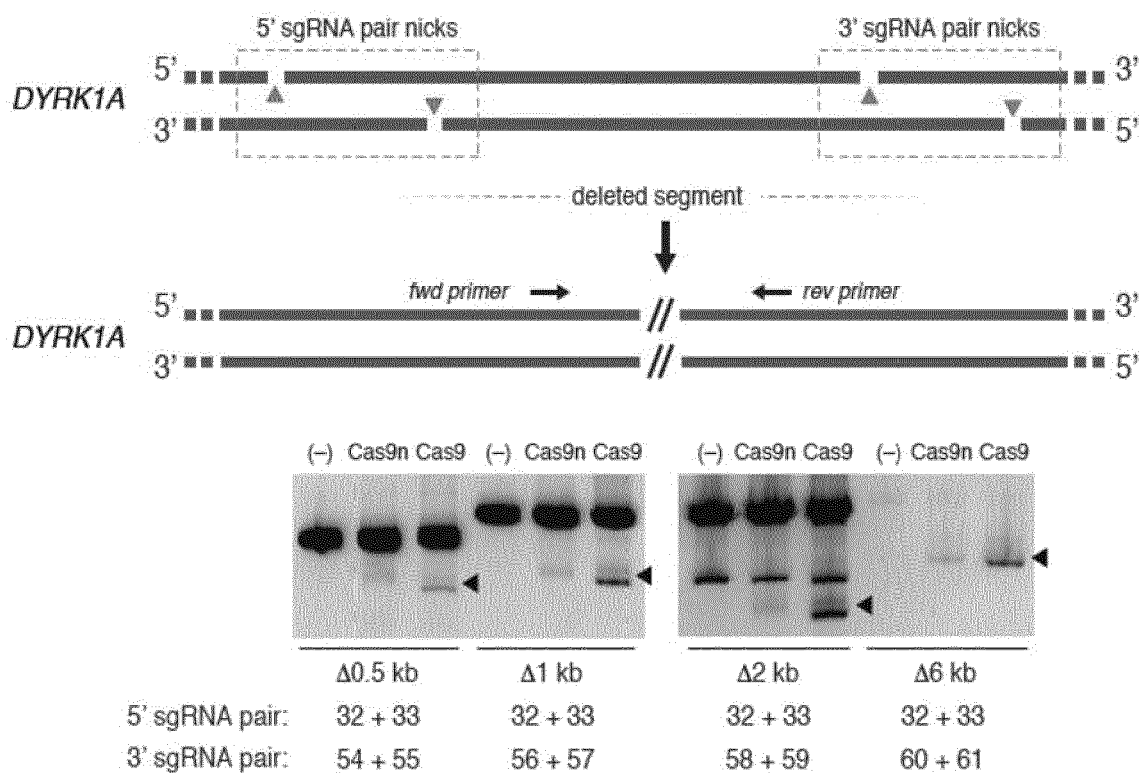 5’ sgRNA pair nicks 3’ sgRNA pair nicks
5’ 3’
DYRK1A
3’ 5’
deleted segment
fwd primer rev primer
5’ // 3’
DYRK1A
3’ // 5’
(–) Cas9n Cas9 (–) Cas9n Cas9 (–) Cas9n Cas9 (–) Cas9n Cas9
Δ0.5 kb Δ1 kb Δ2 kb Δ6 kb
5’ sgRNA pair: 32 + 33 32 + 33 32 + 33 32 + 33
3’ sgRNA pair: 54 + 55 56 + 57 58 + 59 60 + 61